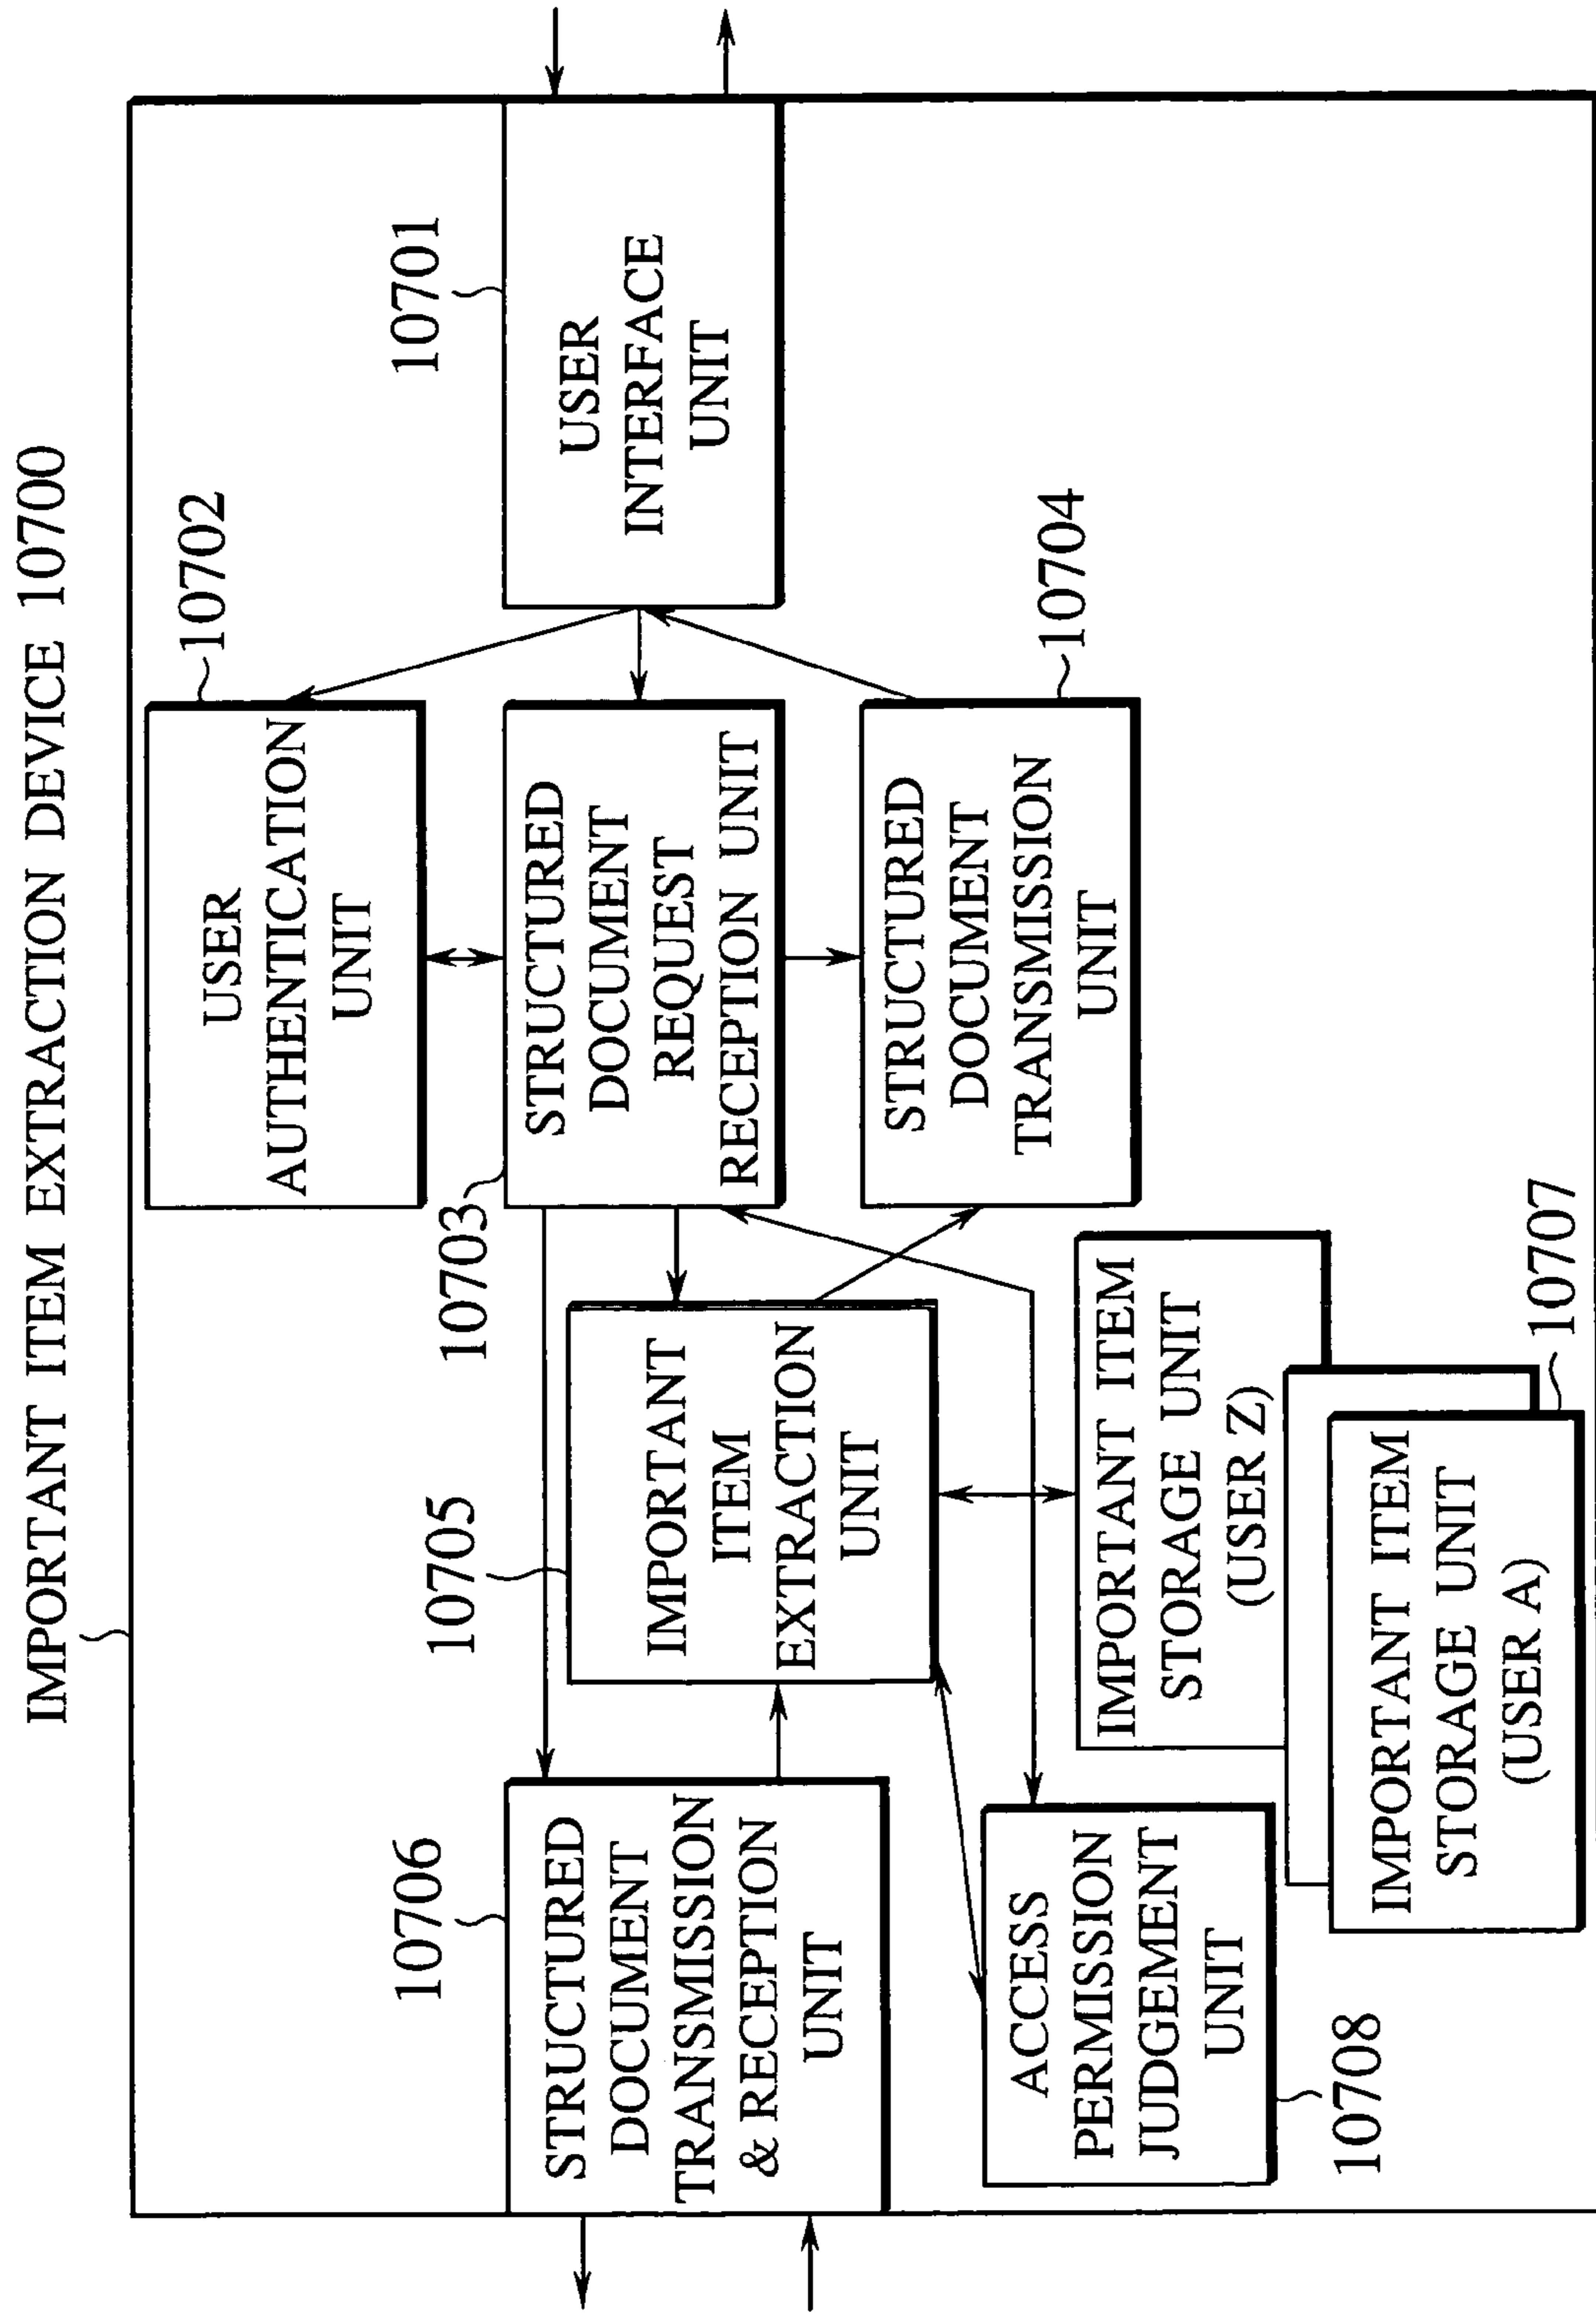 IMPORTANT ITEM EXTRACTION DEVICE 10700
10706
STRUCTURED
DOCUMENT
TRANSMISSION
& RECEPTION
UNIT
10705
IMPORTANT
ITEM
EXTRACTION
UNIT
10703
STRUCTURED
DOCUMENT
REQUEST
RECEPTION UNIT
10702
USER
AUTHENTICATION
UNIT
10701
USER
INTERFACE
UNIT
10704
STRUCTURED
DOCUMENT
TRANSMISSION
UNIT
ACCESS
PERMISSION
JUDGEMENT
UNIT
10708
IMPORTANT ITEM
STORAGE UNIT
(USER Z)
IMPORTANT ITEM
STORAGE UNIT
(USER A)
10707